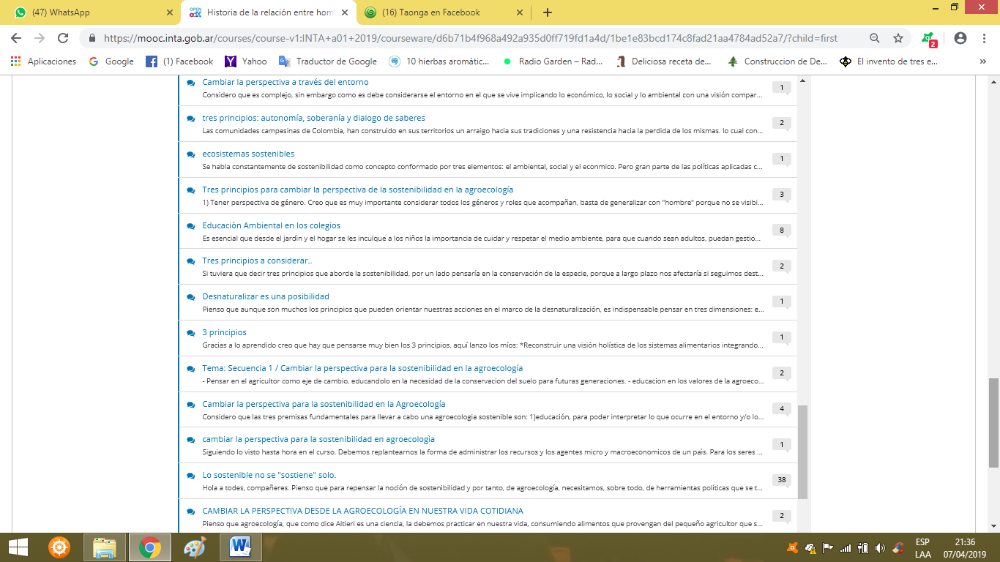 (47) WhatsApp
OPEN edX
Historia de la relación entre hom
(16) Taonga en Facebook
https://mooc.inta.gob.ar/courses/course-v1:INTA+a01+2019/courseware/d6b71b4f968a492a935d0ff719fd1a4d/1be1e83bcd174c8fad21aa4784ad52a7/?child=first
2
Aplicaciones
Google
(1) Facebook
Yahoo
Traductor de Google
10 hierbas aromátic...
Radio Garden – Rad...
Deliciosa receta de...
Construccion de De...
El invento de tres e...
»
Cambiar la perspectiva a través del entorno
1
Considero que es complejo, sin embargo como es debe considerarse el entorno en el que se vive implicando lo económico, lo social y lo ambiental con una visión compar...
tres principios: autonomía, soberanía y dialogo de saberes
2
Las comunidades campesinas de Colombia, han construido en sus territorios un arraigo hacia sus tradiciones y una resistencia hacia la perdida de los mismas. lo cual con...
ecosistemas sostenibles
1
Se habla constantemente de sostenibilidad como concepto conformado por tres elementos: el ambiental, social y el econmico. Pero gran parte de las políticas aplicadas c...
Tres principios para cambiar la perspectiva de la sostenibilidad en la agroecología
3
1) Tener perspectiva de género. Creo que es muy importante considerar todos los géneros y roles que acompañan, basta de generalizar con "hombre" porque no se visibi...
Educaciòn Ambiental en los colegios
8
Es esencial que desde el jardìn y el hogar se les inculque a los niños la importancia de cuidar y respetar el medio ambiente, para que cuando sean adultos, puedan gestio...
Tres principios a considerar..
2
Si tuviera que decir tres principios que aborde la sostenibilidad, por un lado pensaría en la conservación de la especie, porque a largo plazo nos afectaría si seguimos dest...
Desnaturalizar es una posibilidad
1
Pienso que aunque son muchos los principios que pueden orientar nuestras acciones en el marco de la desnaturalización, es indispensable pensar en tres dimensiones: e...
3 principios
1
Gracias a lo aprendido creo que hay que pensarse muy bien los 3 principios, aquí lanzo los míos: *Reconstruir una visión holística de los sistemas alimentarios integrando...
Tema: Secuencia 1 / Cambiar la perspectiva para la sostenibilidad en la agroecología
2
- Pensar en el agricultor como eje de cambio, educandolo en la necesidad de la conservacion del suelo para futuras generaciones. - educacion en los valores de la agroeco...
Cambiar la perspectiva para la sostenibilidad en la Agroecología
4
Considero que las tres premisas fundamentales para llevar a cabo una agroecologia sostenible son: 1)educación, para poder interpretar lo que ocurre en el entorno y/o lo...
cambiar la perspectiva para la sostenibilidad en agroecologìa
1
Siguiendo lo visto hasta hora en el curso. Debemos replantearnos la forma de administrar los recursos y los agentes micro y macroeconomicos de un paìs. Para los seres ...
Lo sostenible no se "sostiene" solo.
38
Hola a todes, compañeres. Pienso que para repensar la noción de sostenibilidad y por tanto, de agroecología, necesitamos, sobre todo, de herramientas políticas que se t...
CAMBIAR LA PERSPECTIVA DESDE LA AGROECOLOGÍA EN NUESTRA VIDA COTIDIANA
2
Pienso que agroecología, que como dice Altieri es una ciencia, la debemos practicar en nuestra vida, consumiendo alimentos que provengan del pequeño agricultor que s...
ESP
LAA
21:36
07/04/2019